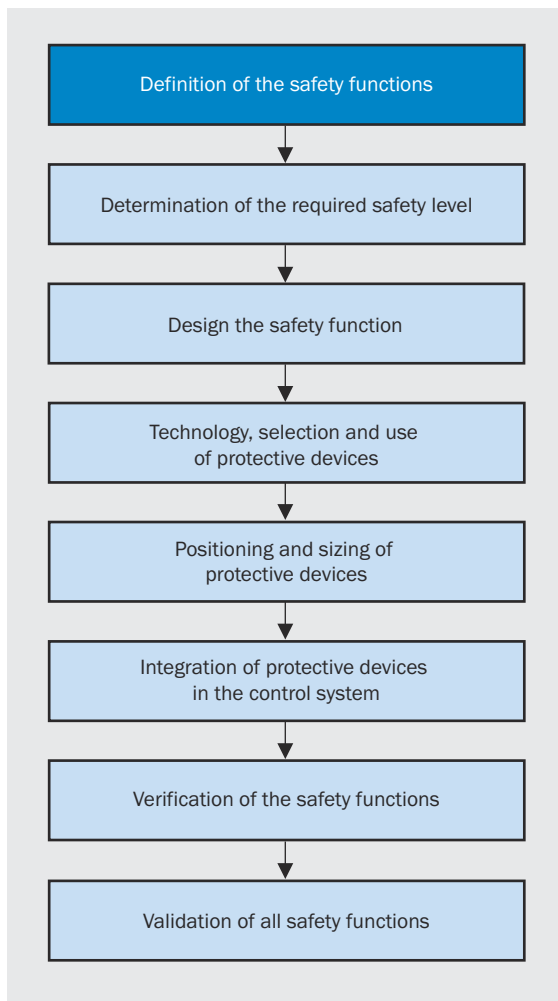 Definition of the safety functions
Determination of the required safety level
Design the safety function
Technology, selection and use
of protective devices
Positioning and sizing of
protective devices
Integration of protective devices
in the control system
Verification of the safety functions
Validation of all safety functions